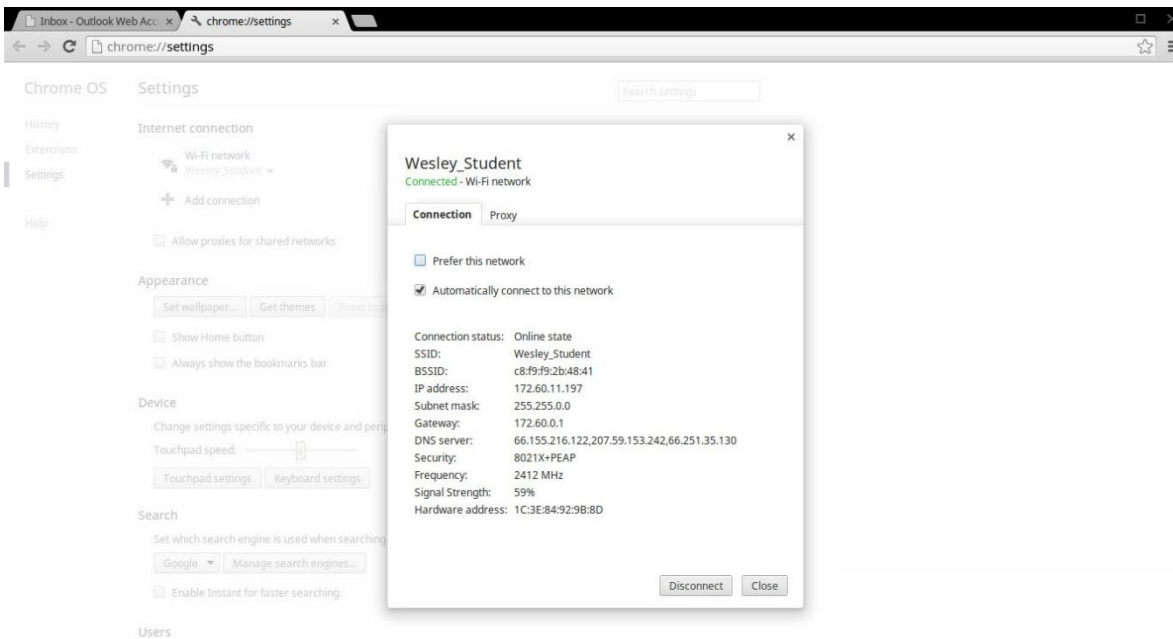 Inbox - Outlook Web Acc
chrome://settings
chrome://settings
Chrome OS
Settings
Search settings
History
Extensions
Settings
Help
Internet connection
Wi-Fi network
Wesley_Student
Add connection
Allow proxies for shared networks
Appearance
Set wallpaper... Get themes
Show Home button
Always show the bookmarks bar
Device
Change settings specific to your device and
Touchpad speed:
Touchpad settings Keyboard settings
Search
Set which search engine is used when searching
Google Manage search engines...
Enable Instant for faster searching.
Users
Wesley_Student
Connected - Wi-Fi network
Connection Proxy
Prefer this network
Automatically connect to this network
Connection status: Online state
SSID: Wesley_Student
BSSID: c8:f9:f9:2b:48:41
IP address: 172.60.11.197
Subnet mask: 255.255.0.0
Gateway: 172.60.0.1
DNS server: 66.155.216.122,207.59.153.242,66.251.35.130
Security: 8021X+PEAP
Frequency: 2412 MHz
Signal Strength: 59%
Hardware address: 1C:3E:84:92:9B:8D
Disconnect Close